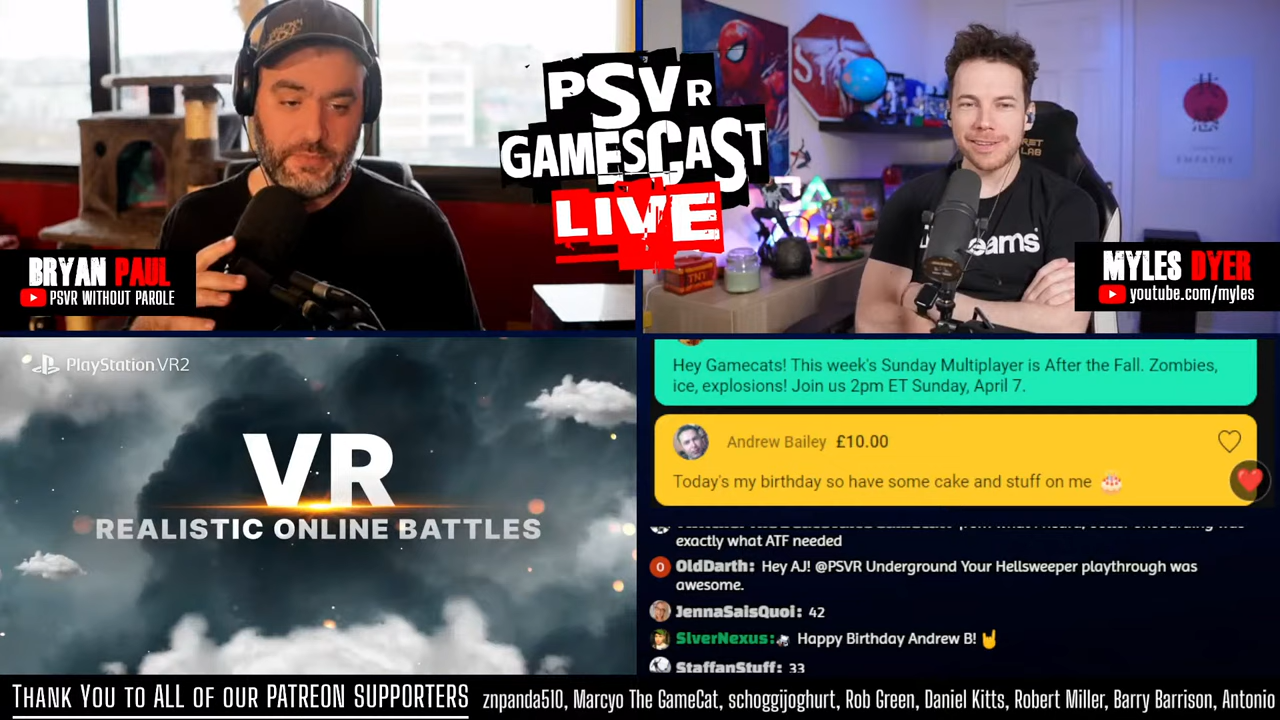 PSVR
GAMESCAST
LIVE
BRYAN PAUL
PSVR WITHOUT PAROLE
TNT
EMPATHY
MYLES DYER
youtube.com/myles
PlayStation VR2
VR
REALISTIC ONLINE BATTLES
Hey Gamecats! This week's Sunday Multiplayer is After the Fall. Zombies,
ice, explosions! Join us 2pm ET Sunday, April 7.
Andrew Bailey £10.00
Today's my birthday so have some cake and stuff on me 🎂
exactly what ATF needed
O OldDarth: Hey AJ! @PSVR Underground Your Hellsweeper playthrough was
awesome.
JennaSaisQuoi: 42
SlverNexus: Happy Birthday Andrew B! 🤘
StaffanStuff: 33
THANK YOU TO ALL OF OUR PATREON SUPPORTERS znpanda510, Marcyo The GameCat, schoggijoghurt, Rob Green, Daniel Kitts, Robert Miller, Barry Barrison, Antonio